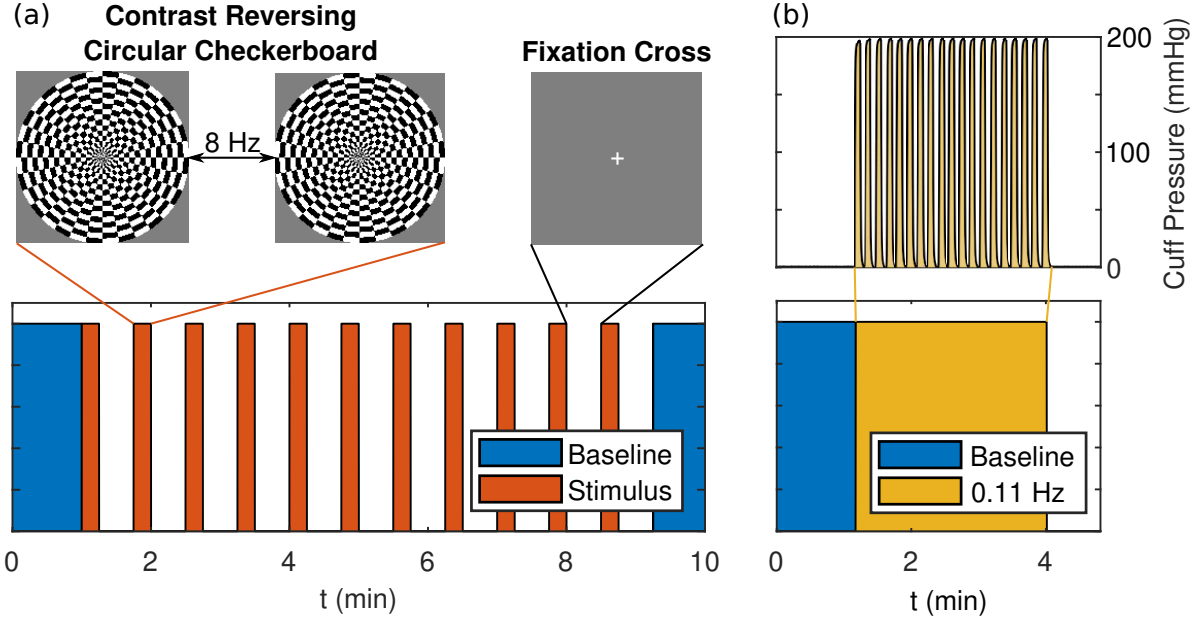 (a)
Contrast Reversing
Circular Checkerboard
Fixation Cross
8 Hz
Baseline
Stimulus
0 2 4 6 8 10
t (min)
(b)
200
100
0
Cuff Pressure (mmHg)
Baseline
0.11 Hz
0 2 4
t (min)